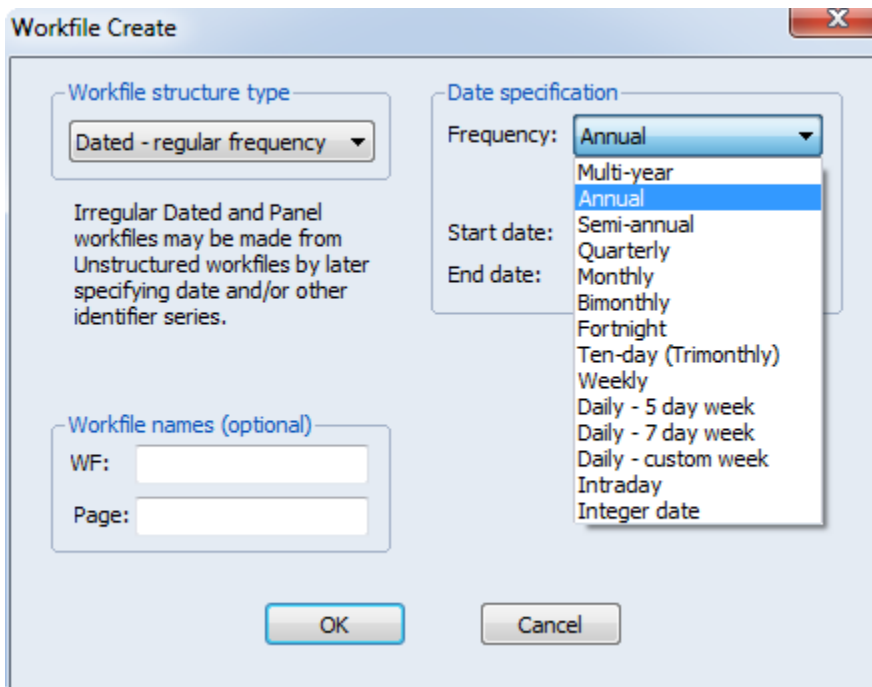 Workfile Create
X
Workfile structure type
Dated - regular frequency
Irregular Dated and Panel
workfiles may be made from
Unstructured workfiles by later
specifying date and/or other
identifier series.
Date specification
Frequency: Annual
Multi-year
Annual
Semi-annual
Quarterly
Monthly
Bimonthly
Fortnight
Ten-day (Trimonthly)
Weekly
Daily - 5 day week
Daily - 7 day week
Daily - custom week
Intraday
Integer date
Start date:
End date:
Workfile names (optional)
WF:
Page:
OK
Cancel